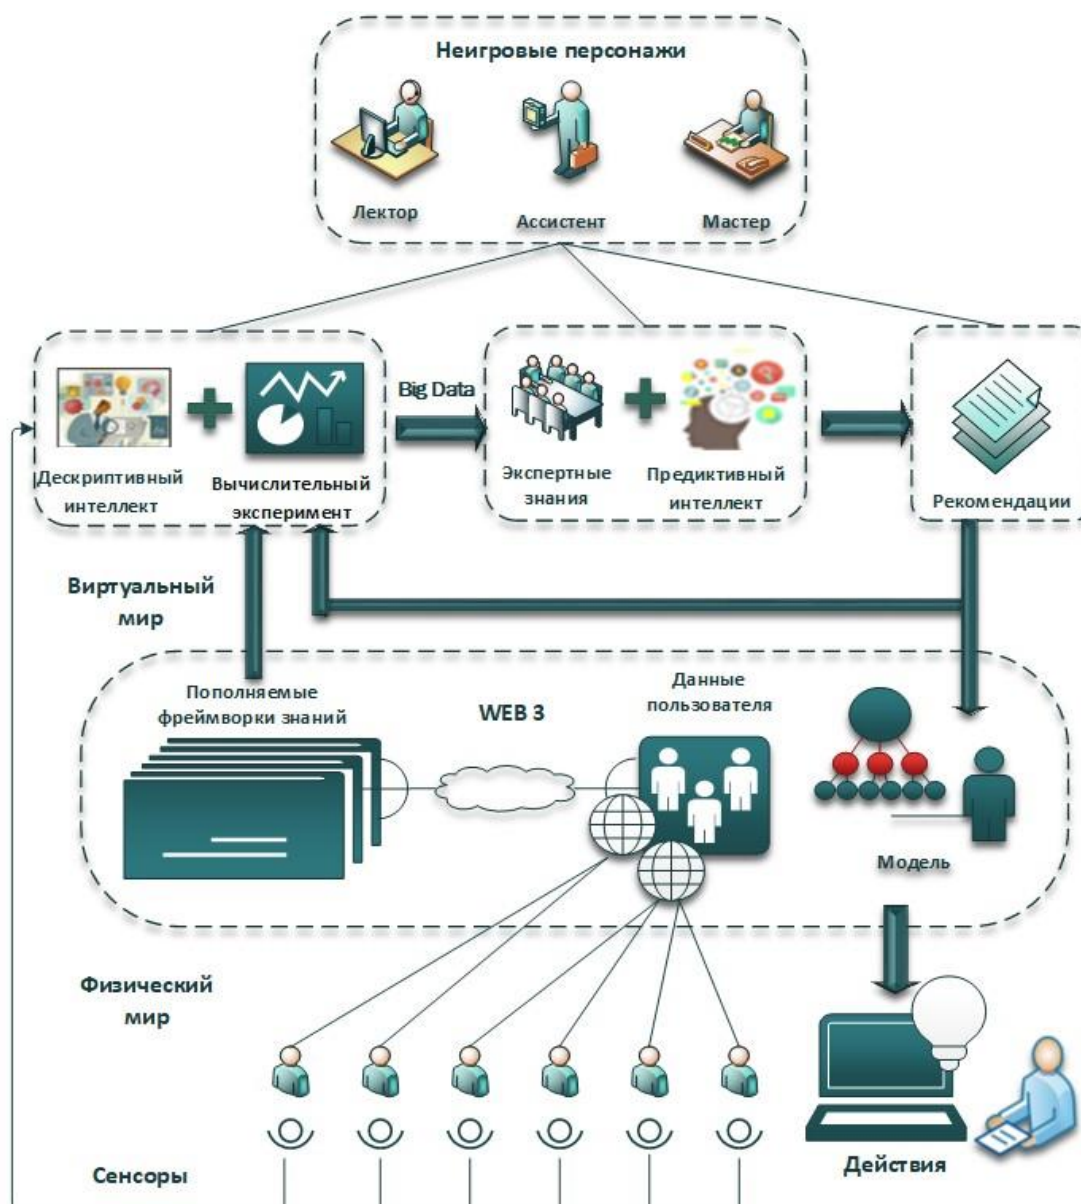 Неигровые персонажи
Лектор
Ассистент
Мастер
Дескриптивный
интеллект
Вычислительный
эксперимент
Big Data
Экспертные
знания
Предиктивный
интеллект
Рекомендации
Виртуальный
мир
Пополняемые
фреймворки знаний
WEB 3
Данные
пользователя
Модель
Физический
мир
Сенсоры
Действия